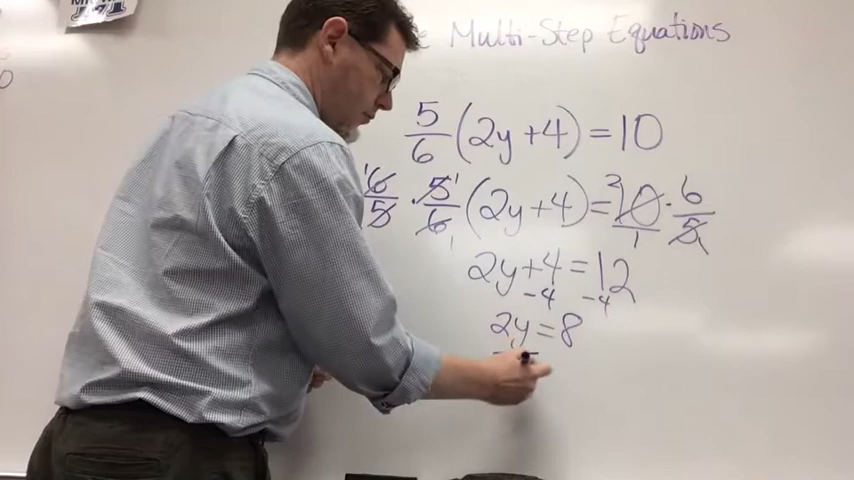 Multi-Step Equations
5/6 (2y+4)=10
6/5 · 5/6 (2y+4)= 10/1 · 6/5
2y+4=12
-4 -4
2y=8